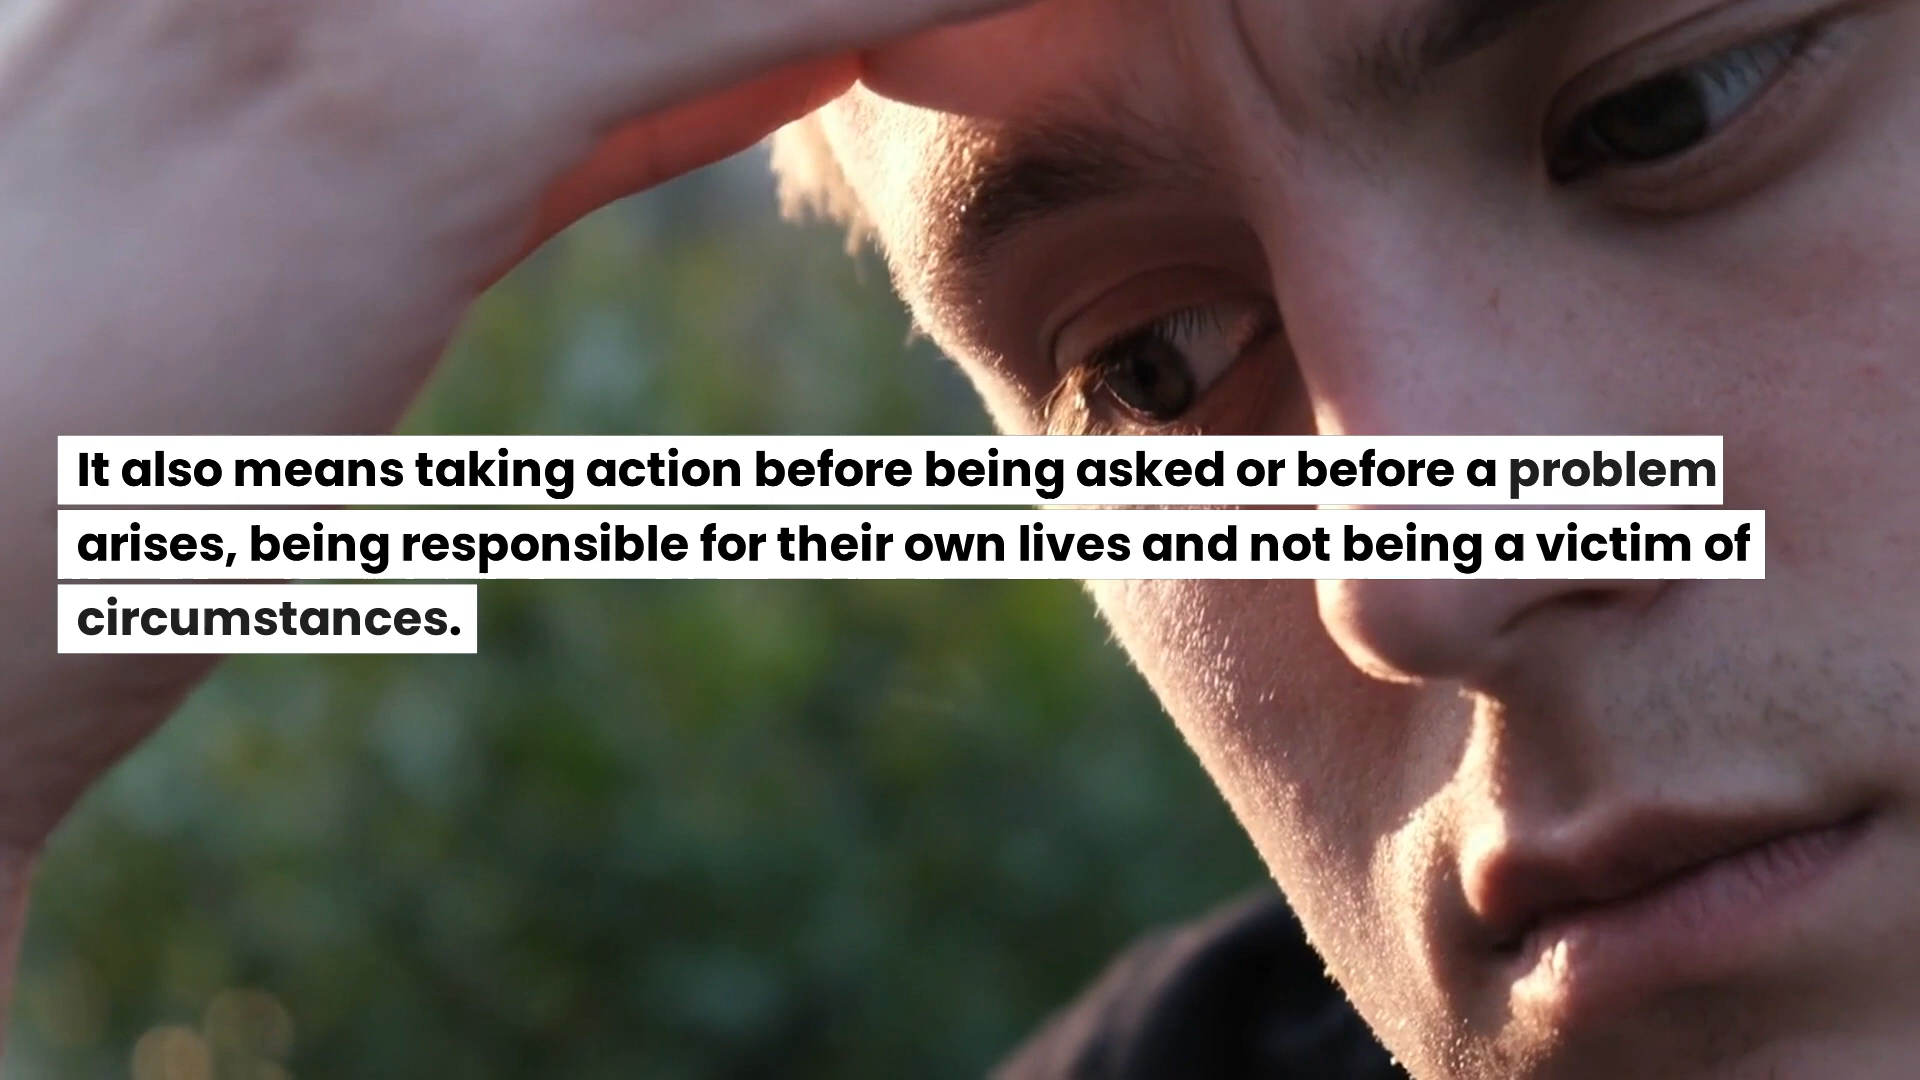 It also means taking action before being asked or before a problem
arises, being responsible for their own lives and not being a victim of
circumstances.